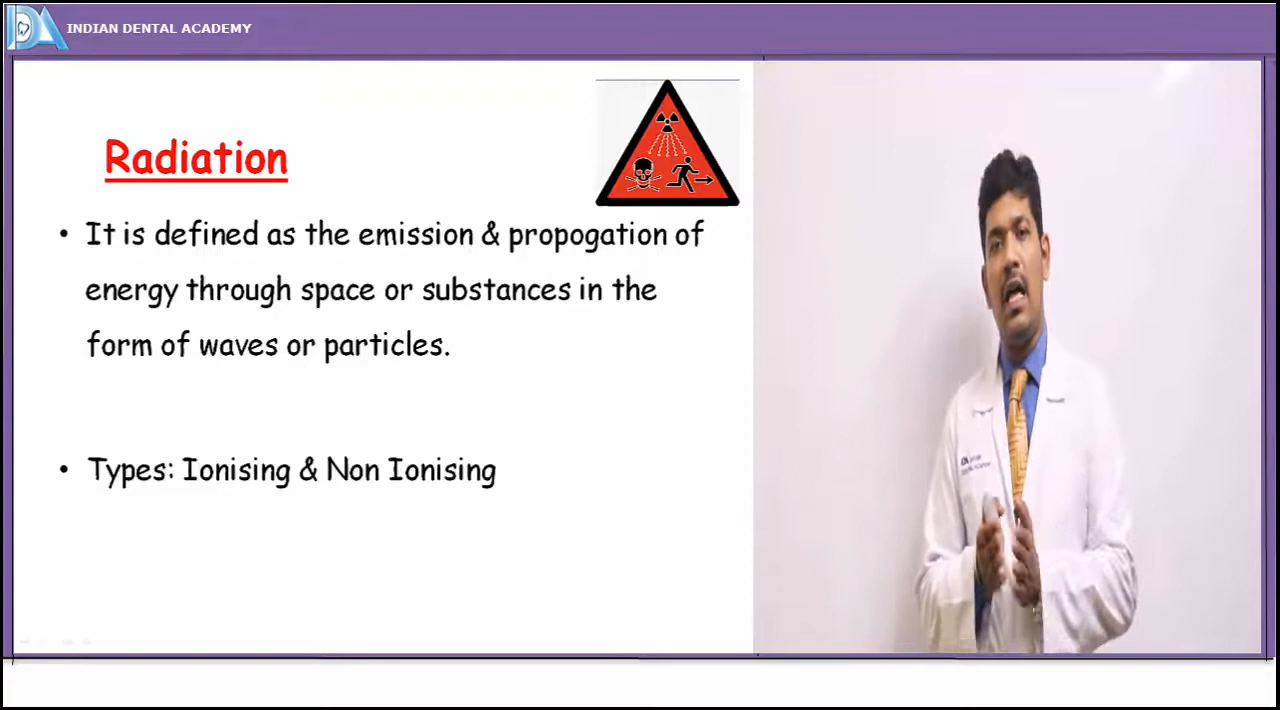 INDIAN DENTAL ACADEMY
Radiation
• It is defined as the emission & propogation of
energy through space or substances in the
form of waves or particles.
• Types: Ionising & Non Ionising